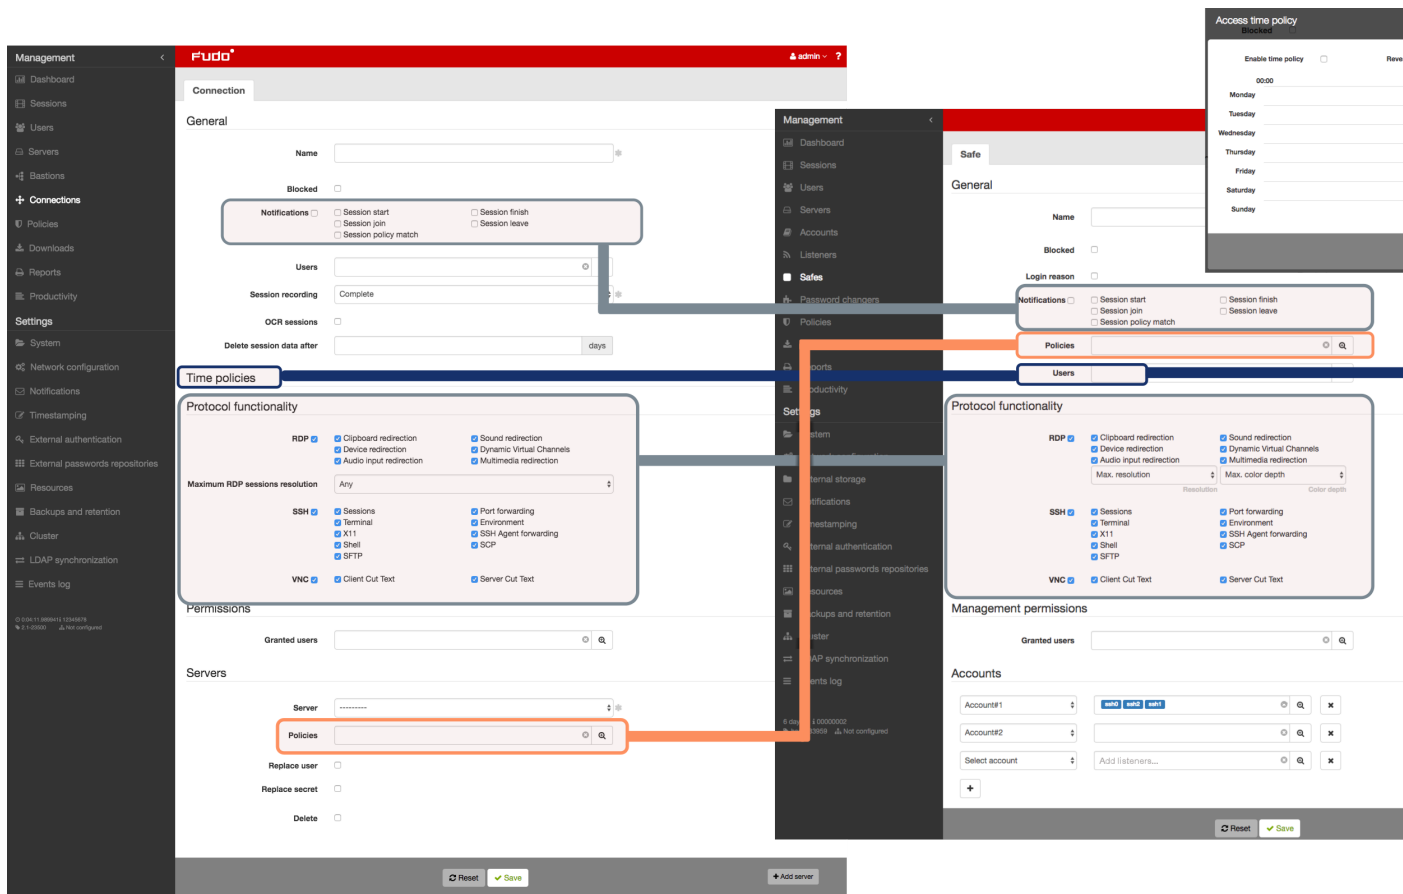 Management
Dashboard
Sessions
Users
Servers
Bastions
Connections
Policies
Downloads
Reports
Productivity
Settings
System
Network configuration
Notifications
Timestamping
External authentication
External passwords repositories
Resources
Backups and retention
Cluster
LDAP synchronization
Events log
Not configured
FUDO
admin ?
Connection
General
Name
Blocked
Notifications
Session start
Session finish
Session join
Session leave
Session policy match
Users
Session recording
Complete
OCR sessions
Delete session data after
days
Time policies
Protocol functionality
RDP
Clipboard redirection
Sound redirection
Device redirection
Dynamic Virtual Channels
Audio input redirection
Multimedia redirection
Maximum RDP sessions resolution
Any
SSH
Sessions
Port forwarding
Terminal
Environment
X11
SSH Agent forwarding
Shell
SCP
SFTP
VNC
Client Cut Text
Server Cut Text
Permissions
Granted users
Servers
Server
---------
Policies
Replace user
Replace secret
Delete
Reset
Save
Add server
Management
Dashboard
Sessions
Users
Servers
Accounts
Listeners
Safes
Password changers
Policies
Productivity
LDAP synchronization
00000002
Not configured
Safe
General
Name
Blocked
Login reason
Notifications
Session start
Session finish
Session join
Session leave
Session policy match
Policies
Users
Protocol functionality
RDP
Clipboard redirection
Sound redirection
Device redirection
Dynamic Virtual Channels
Audio input redirection
Multimedia redirection
Max. resolution
Max. color depth
Resolution
Color depth
SSH
Sessions
Port forwarding
Terminal
Environment
X11
SSH Agent forwarding
Shell
SCP
SFTP
VNC
Client Cut Text
Server Cut Text
Management permissions
Granted users
Accounts
Account#1
ssh0 ssh2 ssh1
Account#2
Select account
Add listeners...
Reset
Save
Access time policy
Blocked
Enable time policy
Reve
00:00
Monday
Tuesday
Wednesday
Thursday
Friday
Saturday
Sunday